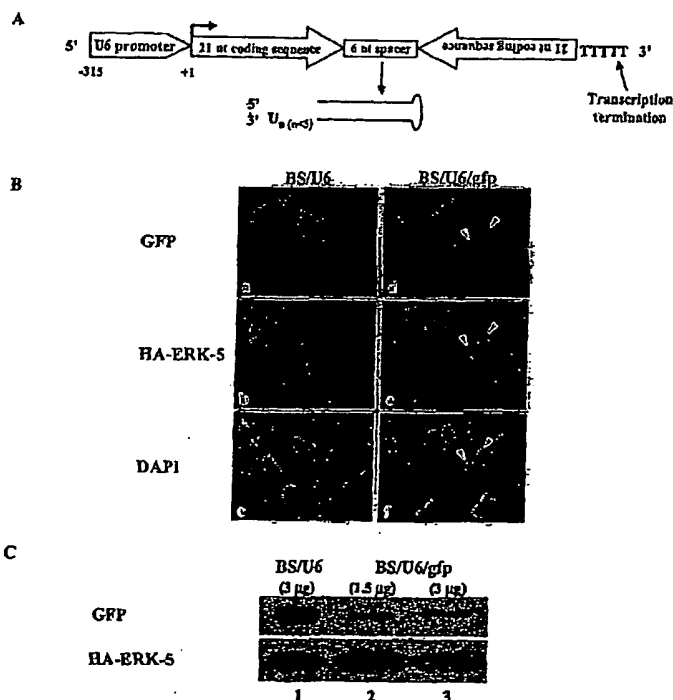 A
5' U6 promoter 21 nt coding sequence 6 nt spacer 21 nt coding sequence TTTTT 3'
-315 +1
5'
3' U_n (n<5)
Transcription
termination
B
BS/U6 BS/U6/gfp
GFP
a d
HA-ERK-5
b e
DAPI
c f
C
BS/U6 BS/U6/gfp
(3 µg) (1.5 µg) (3 µg)
GFP
HA-ERK-5
1 2 3